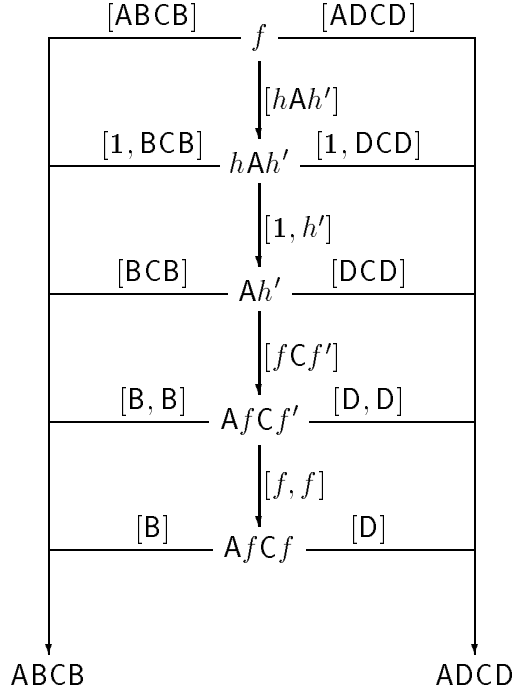 [ABCB] f [ADCD]
[hAh′]
[1, BCB] hAh′ [1, DCD]
[1, h′]
[BCB] Ah′ [DCD]
[fCf′]
[B, B] AfCf′ [D, D]
[f, f]
[B] AfCf [D]
ABCB ADCD